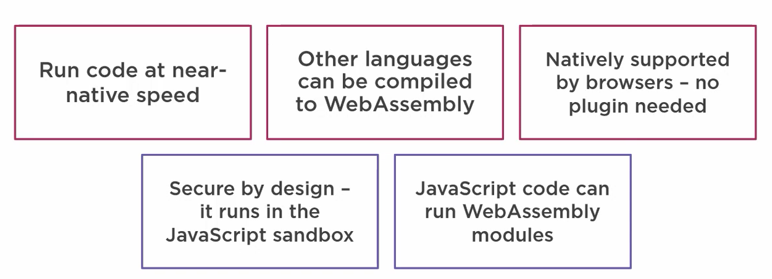 Run code at near-
native speed
Other languages
can be compiled
to WebAssembly
Natively supported
by browsers – no
plugin needed
Secure by design –
it runs in the
JavaScript sandbox
JavaScript code can
run WebAssembly
modules